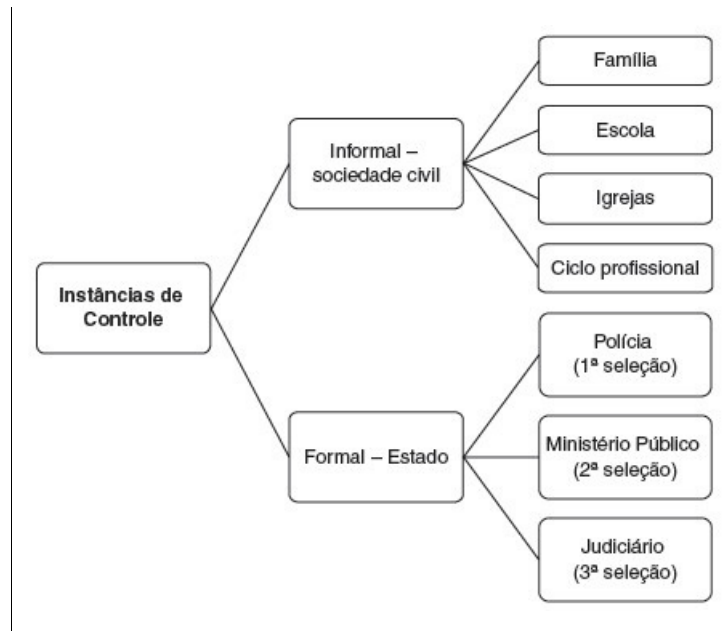 Instâncias de
Controle
Informal –
sociedade civil
Família
Escola
Igrejas
Ciclo profissional
Formal – Estado
Polícia
(1ª seleção)
Ministério Público
(2ª seleção)
Judiciário
(3ª seleção)